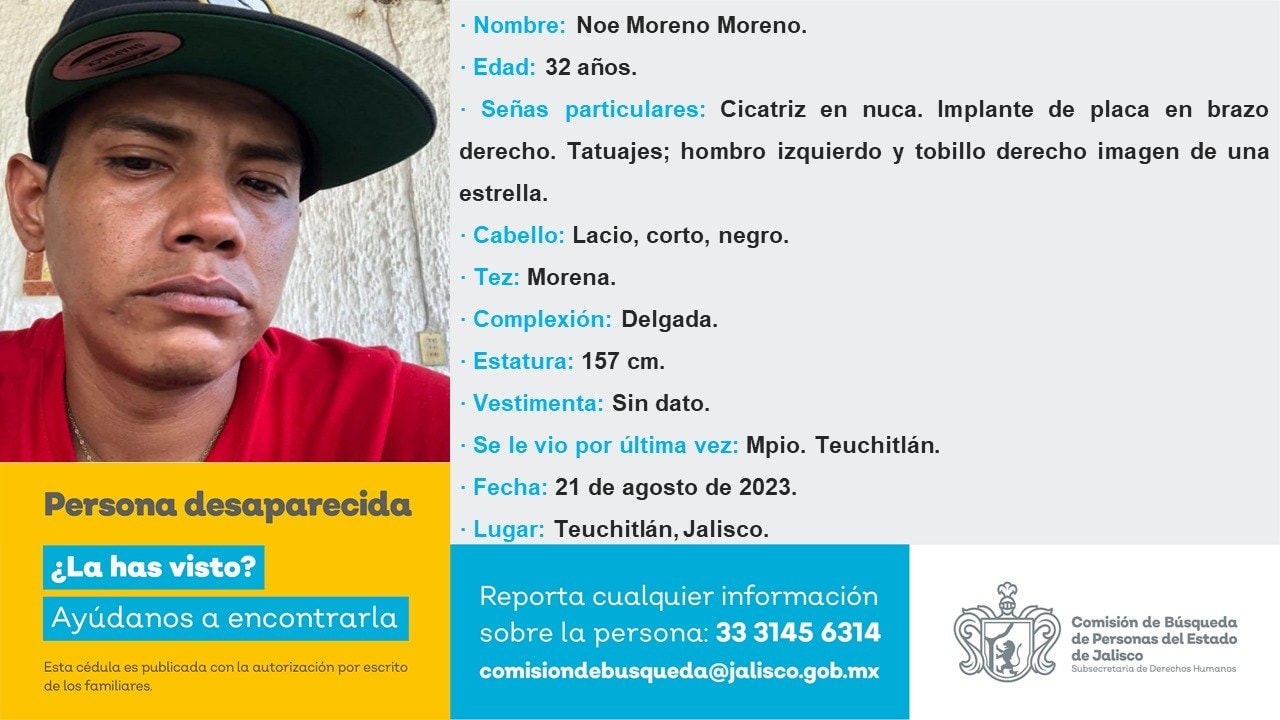 · Nombre: Noe Moreno Moreno.
· Edad: 32 años.
· Señas particulares: Cicatriz en nuca. Implante de placa en brazo
derecho. Tatuajes; hombro izquierdo y tobillo derecho imagen de una
estrella.
· Cabello: Lacio, corto, negro.
· Tez: Morena.
· Complexión: Delgada.
· Estatura: 157 cm.
· Vestimenta: Sin dato.
· Se le vio por última vez: Mpio. Teuchitlán.
· Fecha: 21 de agosto de 2023.
· Lugar: Teuchitlán, Jalisco.
Persona desaparecida
¿La has visto?
Ayúdanos a encontrarla
Esta cédula es publicada con la autorización por escrito
de los familiares.
Reporta cualquier información
sobre la persona: 33 3145 6314
comisiondebusqueda@jalisco.gob.mx
Comisión de Búsqueda
de Personas del Estado
de Jalisco
Subsecretaría de Derechos Humanos